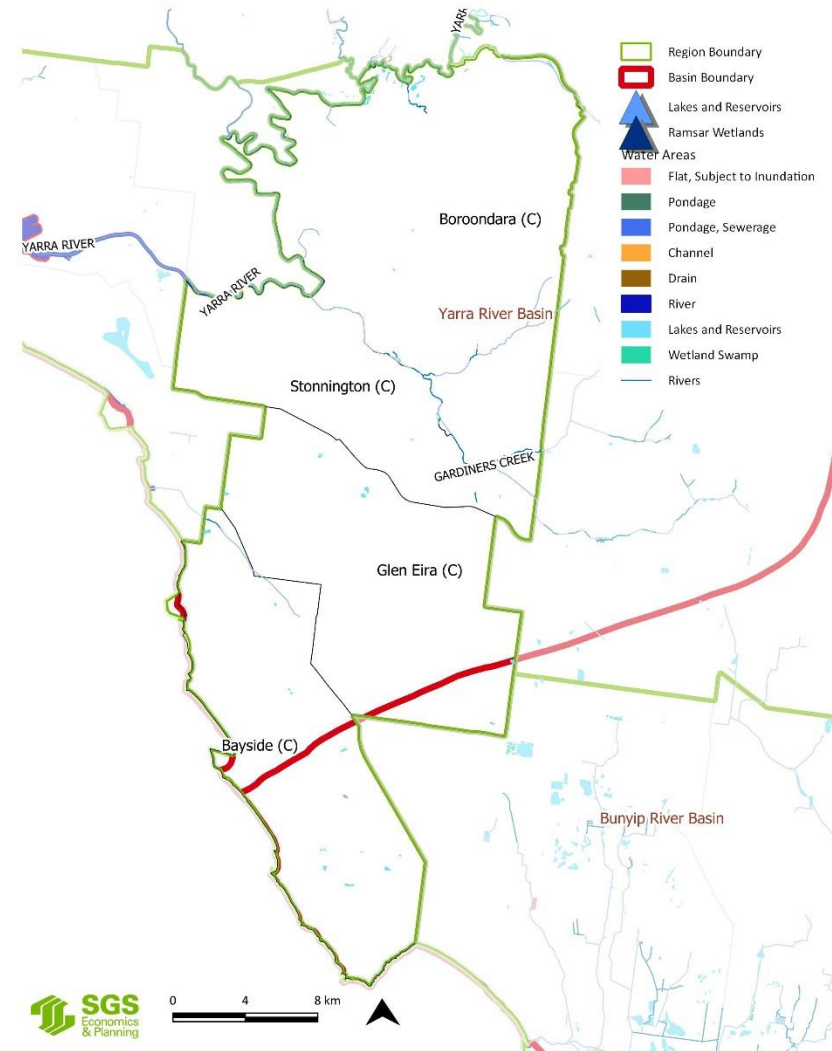 YARR
Region Boundary
Basin Boundary
Lakes and Reservoirs
Ramsar Wetlands
Water Areas
Flat, Subject to Inundation
Pondage
Pondage, Sewerage
Channel
Drain
River
Lakes and Reservoirs
Wetland Swamp
Rivers
Boroondara (C)
YARRA RIVER
YARRA RIVER
Yarra River Basin
Stonnington (C)
GARDINERS CREEK
Glen Eira (C)
Bayside (C)
Bunyip River Basin
SGS
Economics
& Planning
0 4 8 km